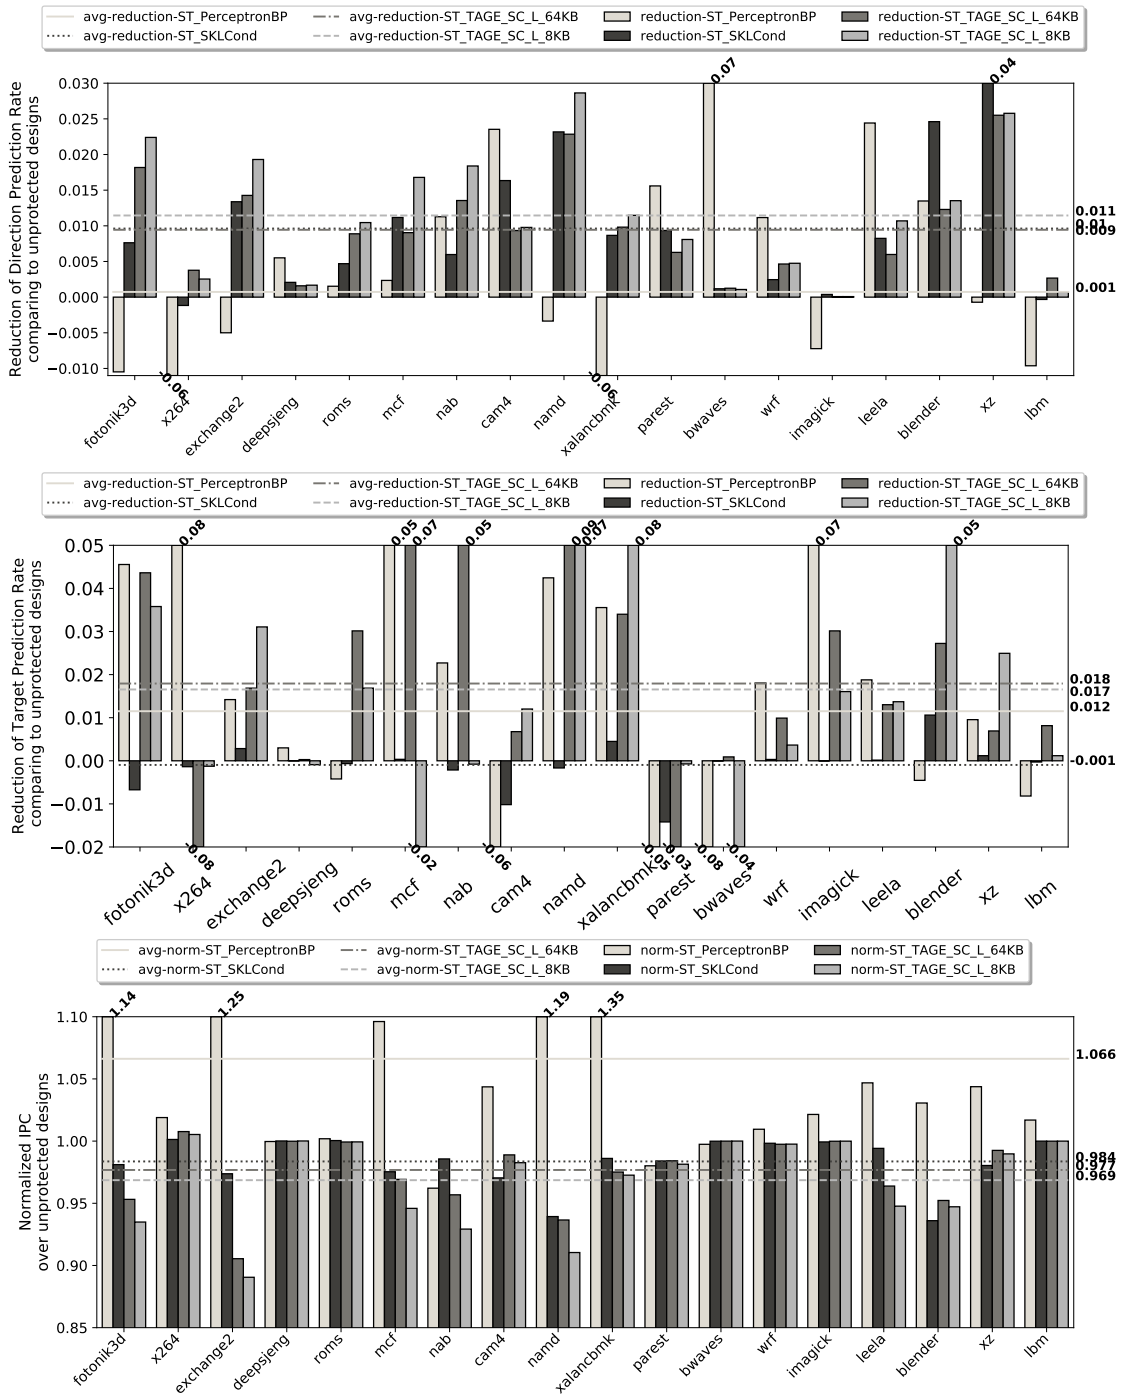 avg-reduction-ST_PerceptronBP avg-reduction-ST_TAGE_SC_L_64KB reduction-ST_PerceptronBP reduction-ST_TAGE_SC_L_64KB
avg-reduction-ST_SKLCond avg-reduction-ST_TAGE_SC_L_8KB reduction-ST_SKLCond reduction-ST_TAGE_SC_L_8KB
Reduction of Direction Prediction Rate
comparing to unprotected designs
0.07 0.04
0.030
0.025
0.020
0.015
0.010
0.005
0.000
−0.005
−0.010
0.011
0.009
0.001
-0.06 -0.06
fotonik3d x264 exchange2 deepsjeng roms mcf nab cam4 namd xalancbmk parest bwaves wrf imagick leela blender xz lbm
avg-reduction-ST_PerceptronBP avg-reduction-ST_TAGE_SC_L_64KB reduction-ST_PerceptronBP reduction-ST_TAGE_SC_L_64KB
avg-reduction-ST_SKLCond avg-reduction-ST_TAGE_SC_L_8KB reduction-ST_SKLCond reduction-ST_TAGE_SC_L_8KB
Reduction of Target Prediction Rate
comparing to unprotected designs
0.08 0.05 0.07 0.05 0.09 0.07 0.08 0.07 0.05
0.05
0.04
0.03
0.02
0.01
0.00
−0.01
−0.02
0.018
0.017
0.012
-0.001
-0.08 -0.02 -0.06 -0.05 -0.03 -0.08 -0.04
fotonik3d x264 exchange2 deepsjeng roms mcf nab cam4 namd xalancbmk parest bwaves wrf imagick leela blender xz lbm
avg-norm-ST_PerceptronBP avg-norm-ST_TAGE_SC_L_64KB norm-ST_PerceptronBP norm-ST_TAGE_SC_L_64KB
avg-norm-ST_SKLCond avg-norm-ST_TAGE_SC_L_8KB norm-ST_SKLCond norm-ST_TAGE_SC_L_8KB
Normalized IPC
over unprotected designs
1.14 1.25 1.19 1.35
1.10
1.05
1.00
0.95
0.90
0.85
1.066
0.984
0.977
0.969
fotonik3d x264 exchange2 deepsjeng roms mcf nab cam4 namd xalancbmk parest bwaves wrf imagick leela blender xz lbm